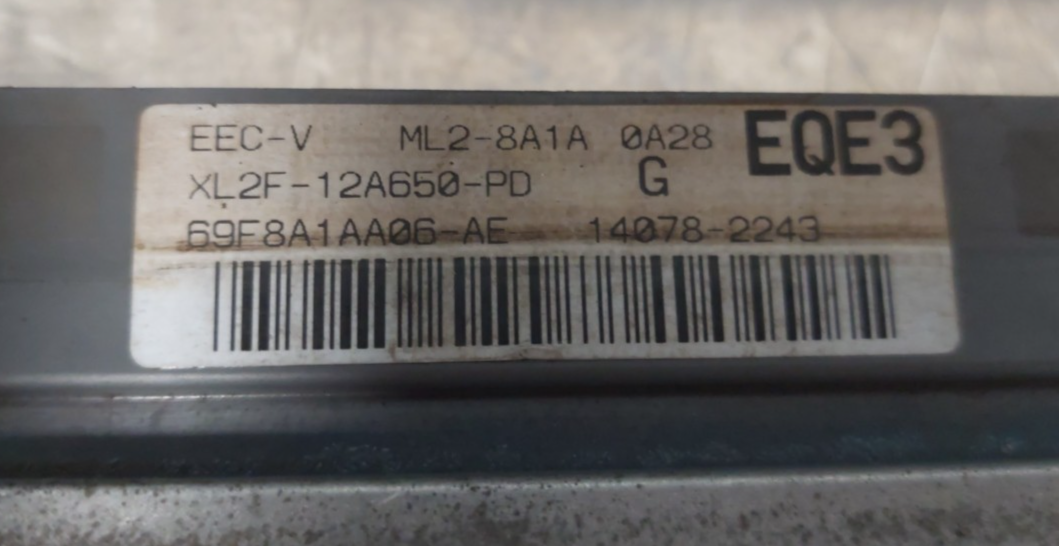 EEC-V ML2-8A1A 0A28 EQE3
XL2F-12A650-PD G
69F8A1AA06-AE 14078-2243